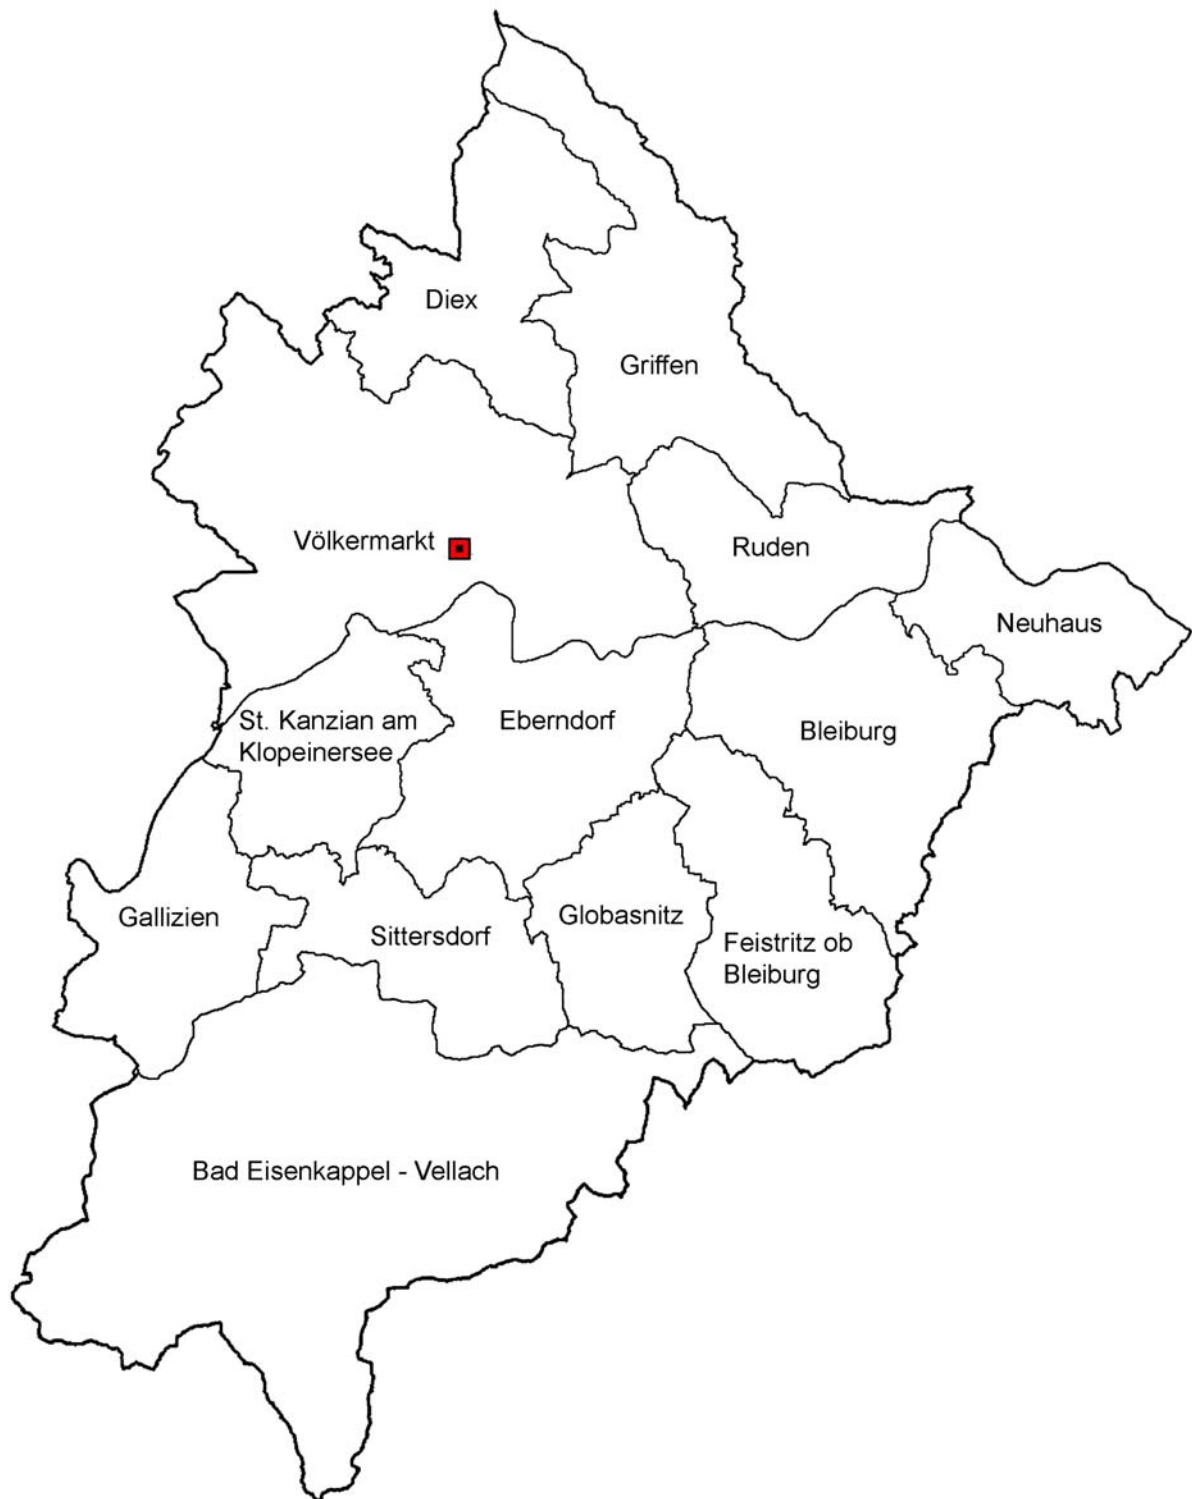 Diex
Griffen
Völkermarkt
Ruden
Neuhaus
St. Kanzian am
Klopeinersee
Eberndorf
Bleiburg
Gallizien
Sittersdorf
Globasnitz
Feistritz ob
Bleiburg
Bad Eisenkappel - Vellach